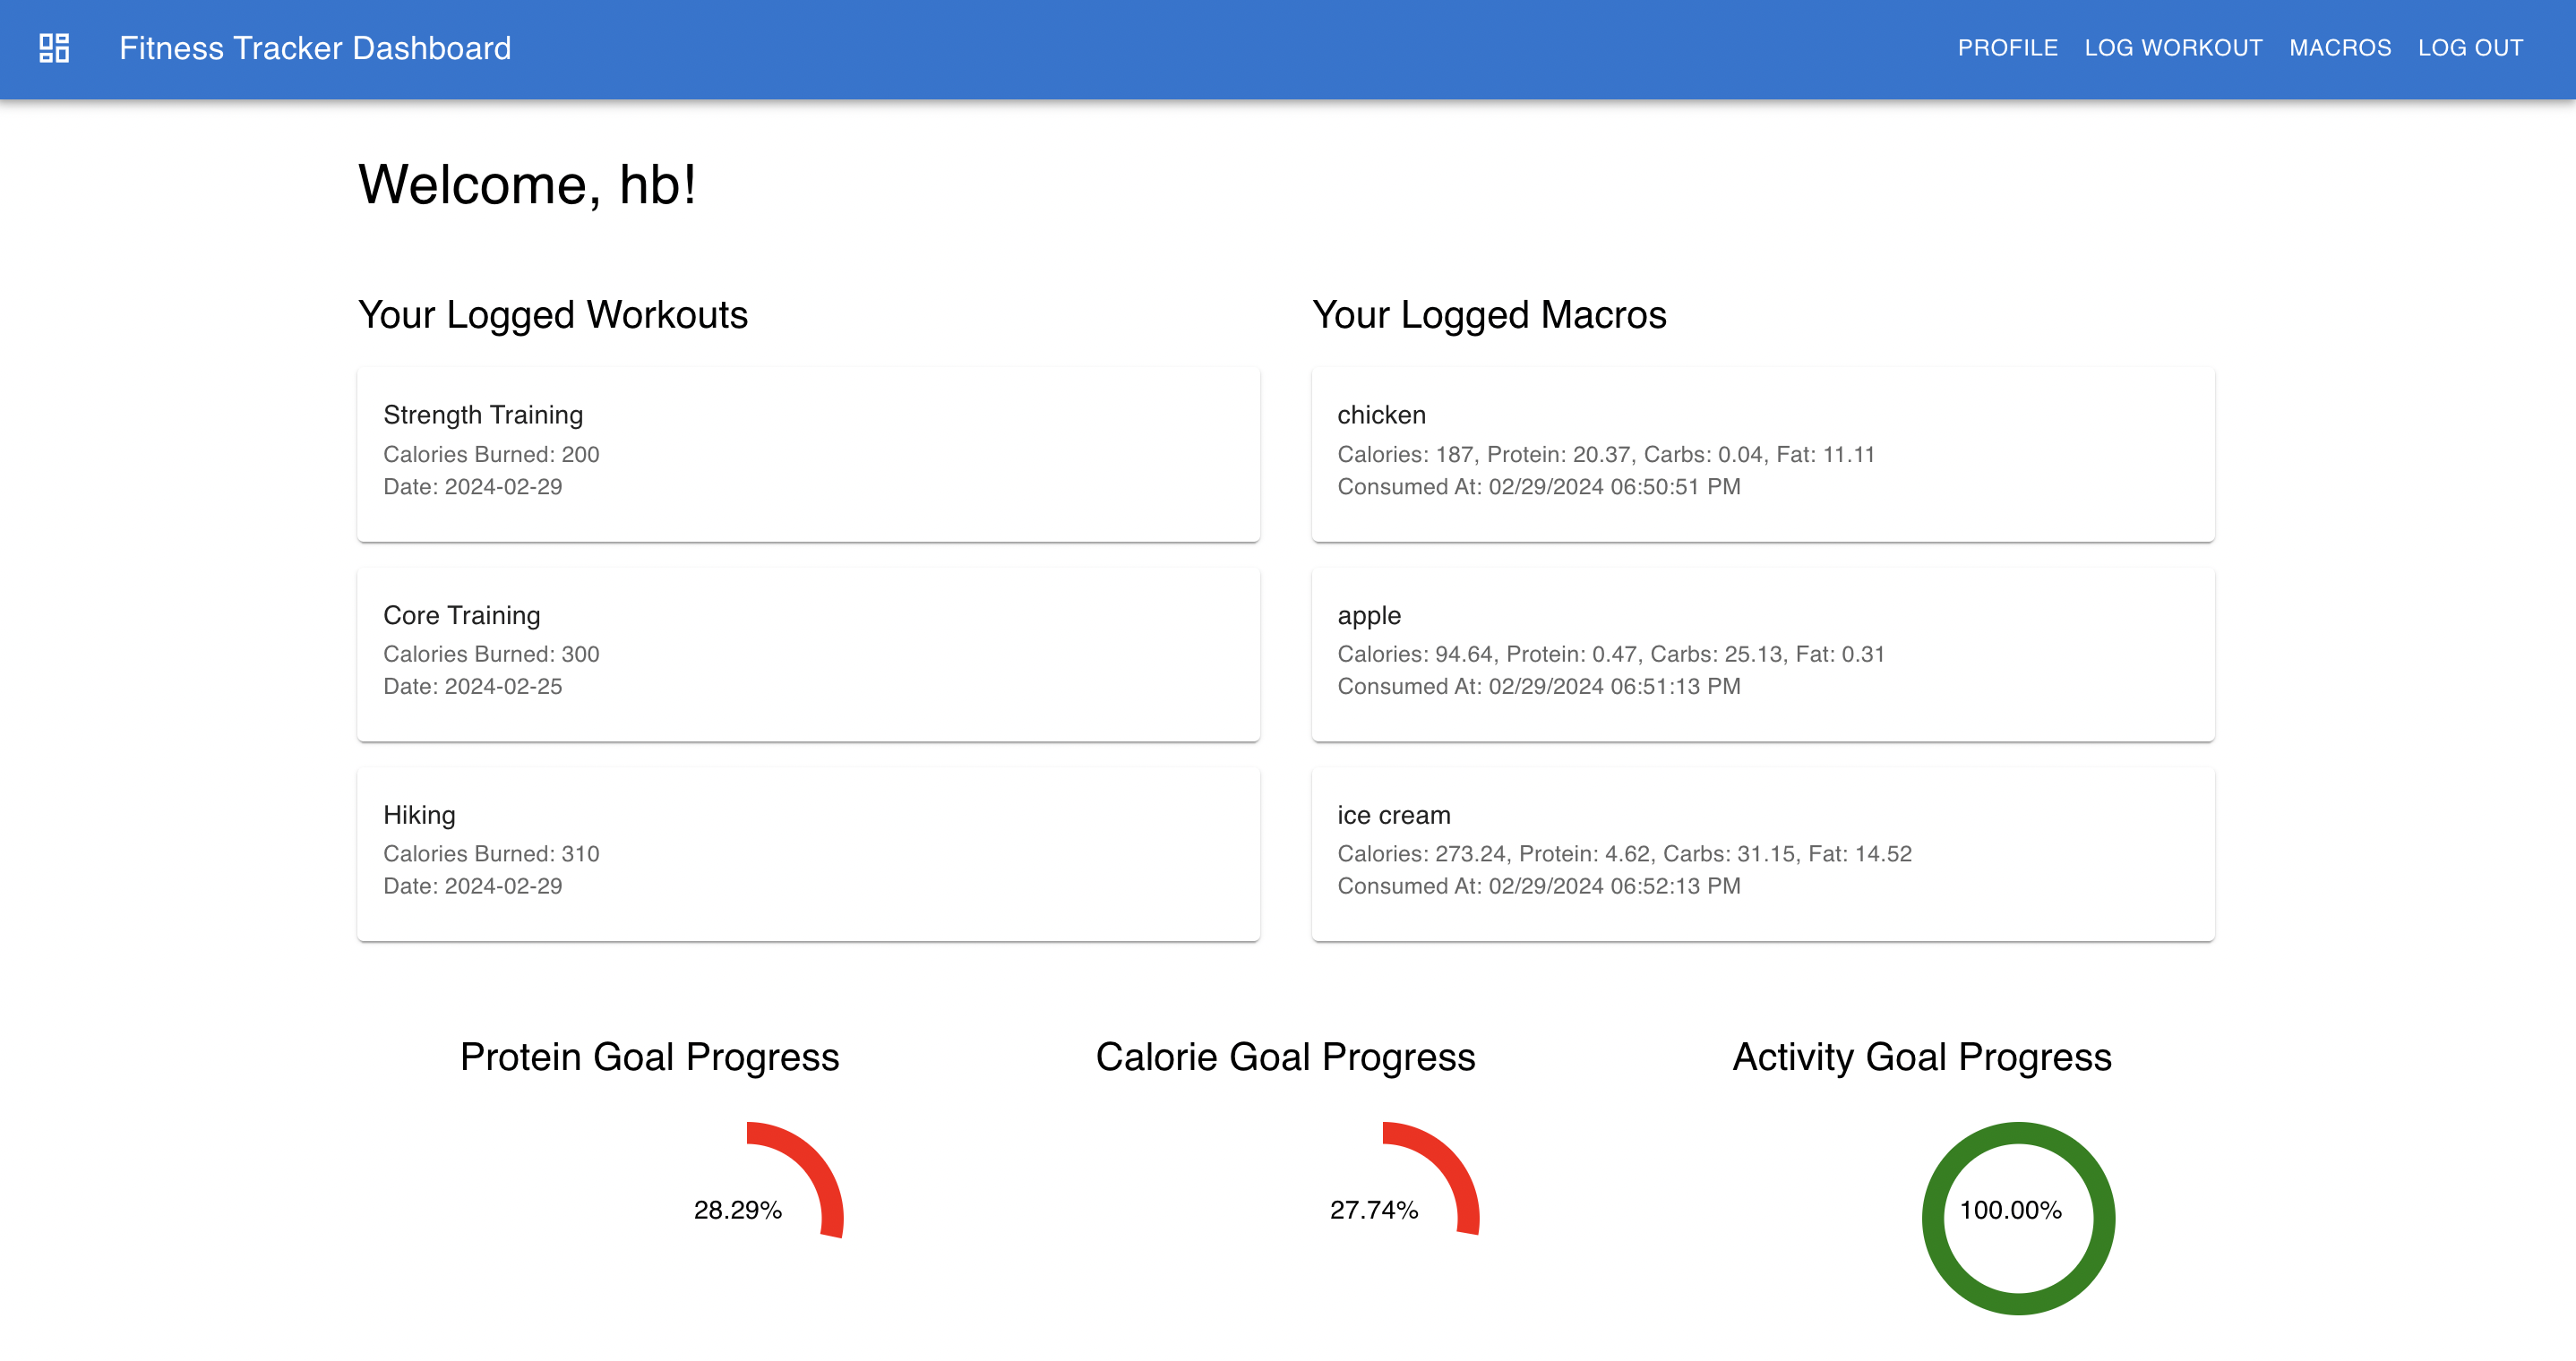 Fitness Tracker Dashboard
PROFILE
LOG WORKOUT
MACROS
LOG OUT
Welcome, hb!
Your Logged Workouts
Strength Training
Calories Burned: 200
Date: 2024-02-29
Core Training
Calories Burned: 300
Date: 2024-02-25
Hiking
Calories Burned: 310
Date: 2024-02-29
Your Logged Macros
chicken
Calories: 187, Protein: 20.37, Carbs: 0.04, Fat: 11.11
Consumed At: 02/29/2024 06:50:51 PM
apple
Calories: 94.64, Protein: 0.47, Carbs: 25.13, Fat: 0.31
Consumed At: 02/29/2024 06:51:13 PM
ice cream
Calories: 273.24, Protein: 4.62, Carbs: 31.15, Fat: 14.52
Consumed At: 02/29/2024 06:52:13 PM
Protein Goal Progress
28.29%
Calorie Goal Progress
27.74%
Activity Goal Progress
100.00%